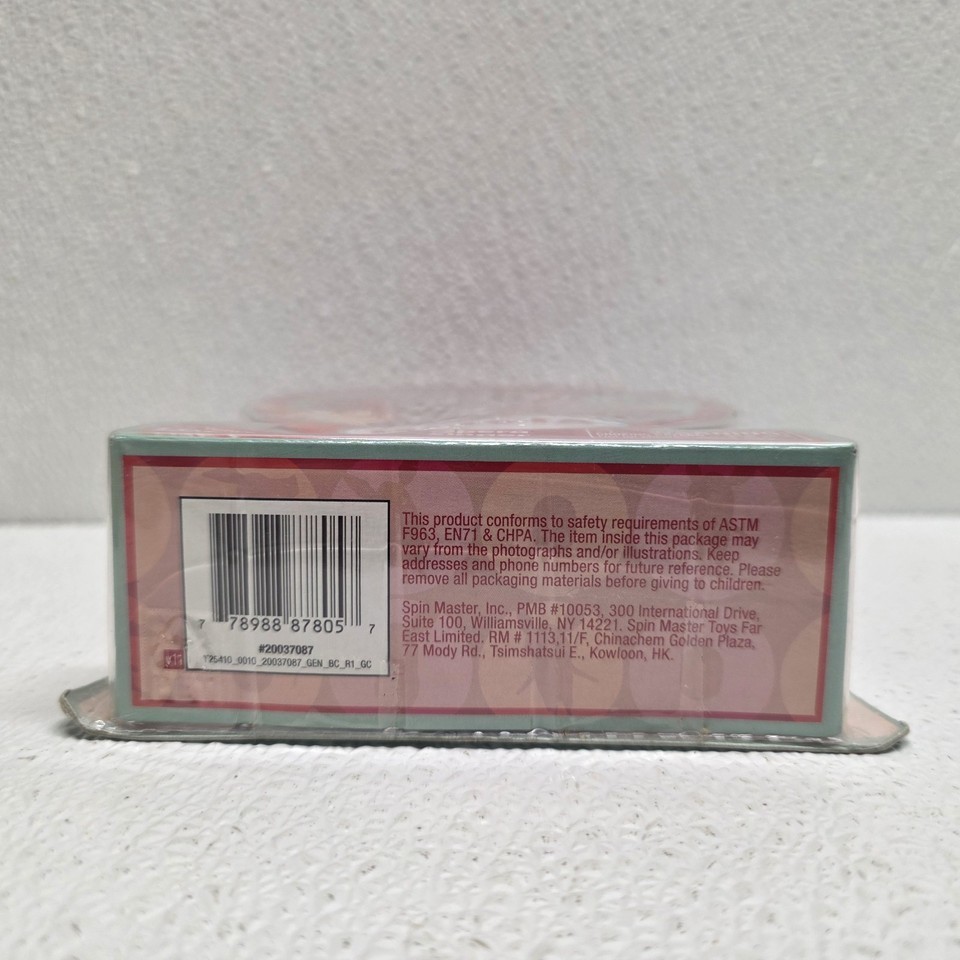 7 78988 87805 7
#20037087
Y25410_0010_20037087_GEN_BC_R1_GC
This product conforms to safety requirements of ASTM
F963, EN71 & CHPA. The item inside this package may
vary from the photographs and/or illustrations. Keep
addresses and phone numbers for future reference. Please
remove all packaging materials before giving to children.
Spin Master, Inc., PMB #10053, 300 International Drive,
Suite 100, Williamsville, NY 14221. Spin Master Toys Far
East Limited, RM # 1113,11/F, Chinachem Golden Plaza,
77 Mody Rd., Tsimshatsui E., Kowloon, HK.